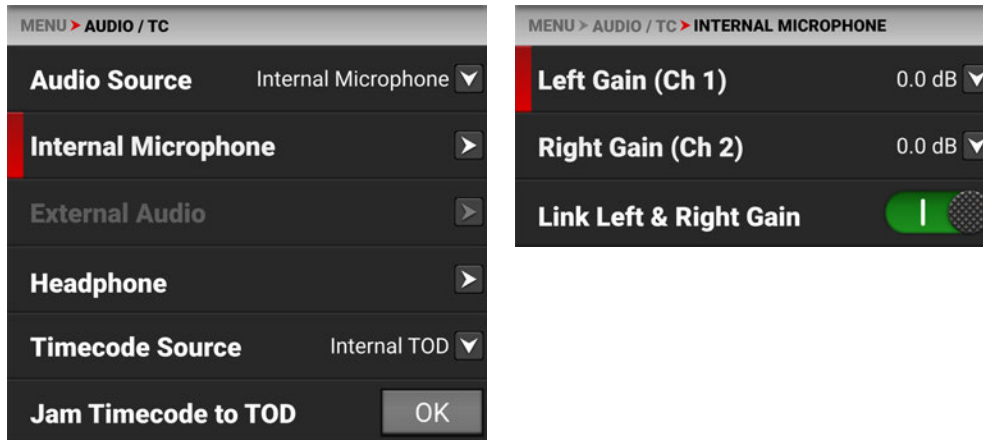 MENU > AUDIO / TC
Audio Source Internal Microphone
Internal Microphone
External Audio
Headphone
Timecode Source Internal TOD
Jam Timecode to TOD OK
MENU > AUDIO / TC > INTERNAL MICROPHONE
Left Gain (Ch 1) 0.0 dB
Right Gain (Ch 2) 0.0 dB
Link Left & Right Gain